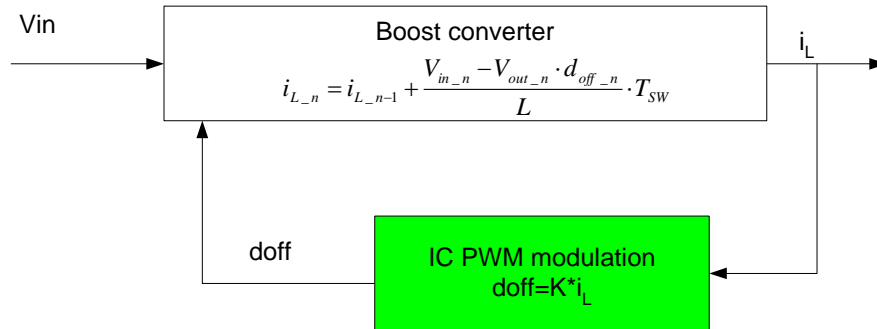 Vin
Boost converter
i_{L_n} = i_{L_n-1} + \frac{V_{in_n} - V_{out_n} \cdot d_{off_n}}{L} \cdot T_{SW}
i_L
doff
IC PWM modulation
doff=K*i_L